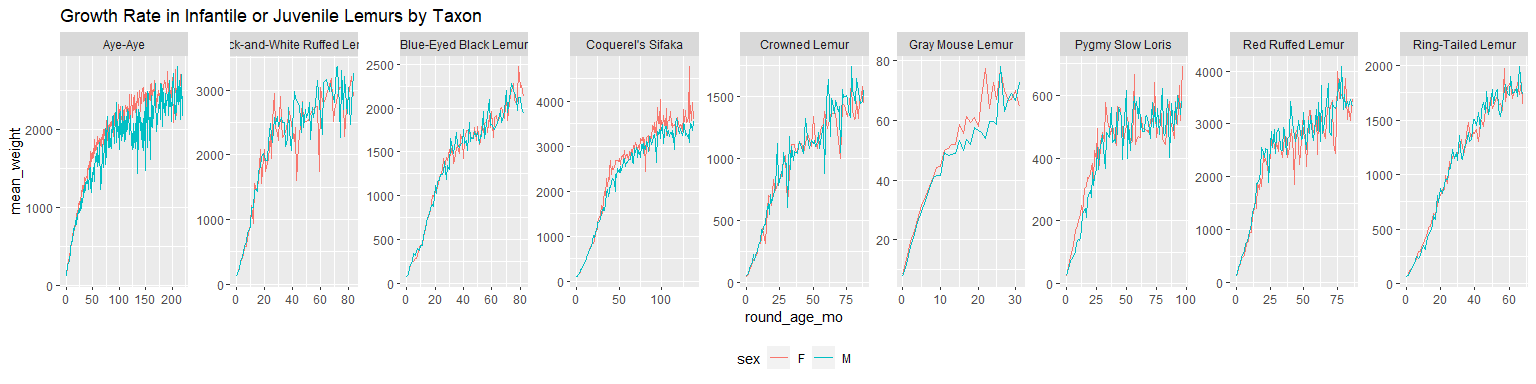 Growth Rate in Infantile or Juvenile Lemurs by Taxon
Aye-Aye
ck-and-White Ruffed Ler
Blue-Eyed Black Lemur
Coquerel's Sifaka
Crowned Lemur
Gray Mouse Lemur
Pygmy Slow Loris
Red Ruffed Lemur
Ring-Tailed Lemur
mean_weight
0
1000
2000
0
1000
2000
3000
0
500
1000
1500
2000
2500
0
1000
2000
3000
4000
0
500
1000
1500
20
40
60
80
0
200
400
600
0
1000
2000
3000
4000
0
500
1000
1500
2000
0 50 100 150 200
0 20 40 60 80
0 20 40 60 80
0 50 100
0 25 50 75
0 10 20 30
0 25 50 75 100
0 25 50 75
0 20 40 60
round_age_mo
sex F M